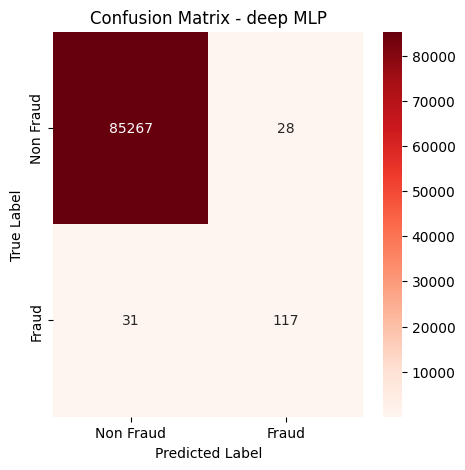 Confusion Matrix - deep MLP
True Label
Non Fraud
Fraud
85267
28
31
117
Non Fraud
Fraud
Predicted Label
80000
70000
60000
50000
40000
30000
20000
10000